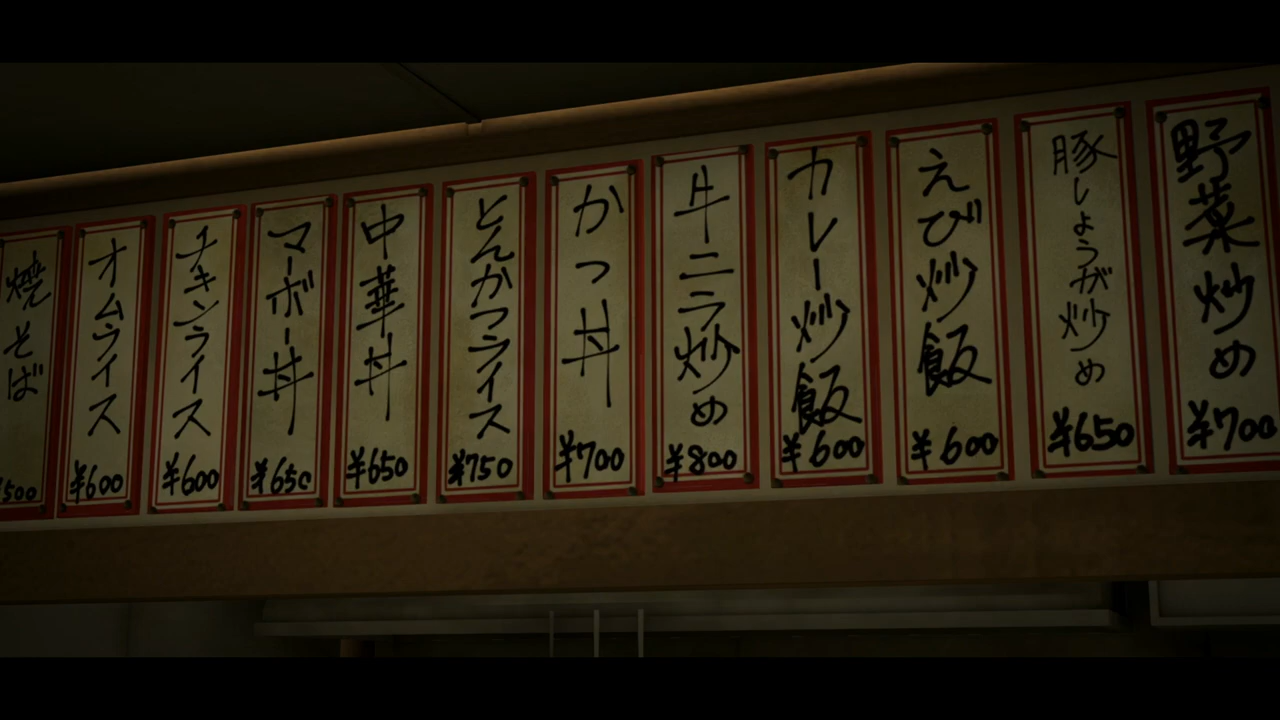 野菜炒め
¥700
豚しょうが炒め
¥650
えび炒飯
¥600
カレー炒飯
¥600
牛ニラ炒め
¥800
かつ丼
¥700
とんかつライス
¥750
中華丼
¥650
マーボー丼
¥650
チキンライス
¥600
オムライス
¥600
焼そば
¥500